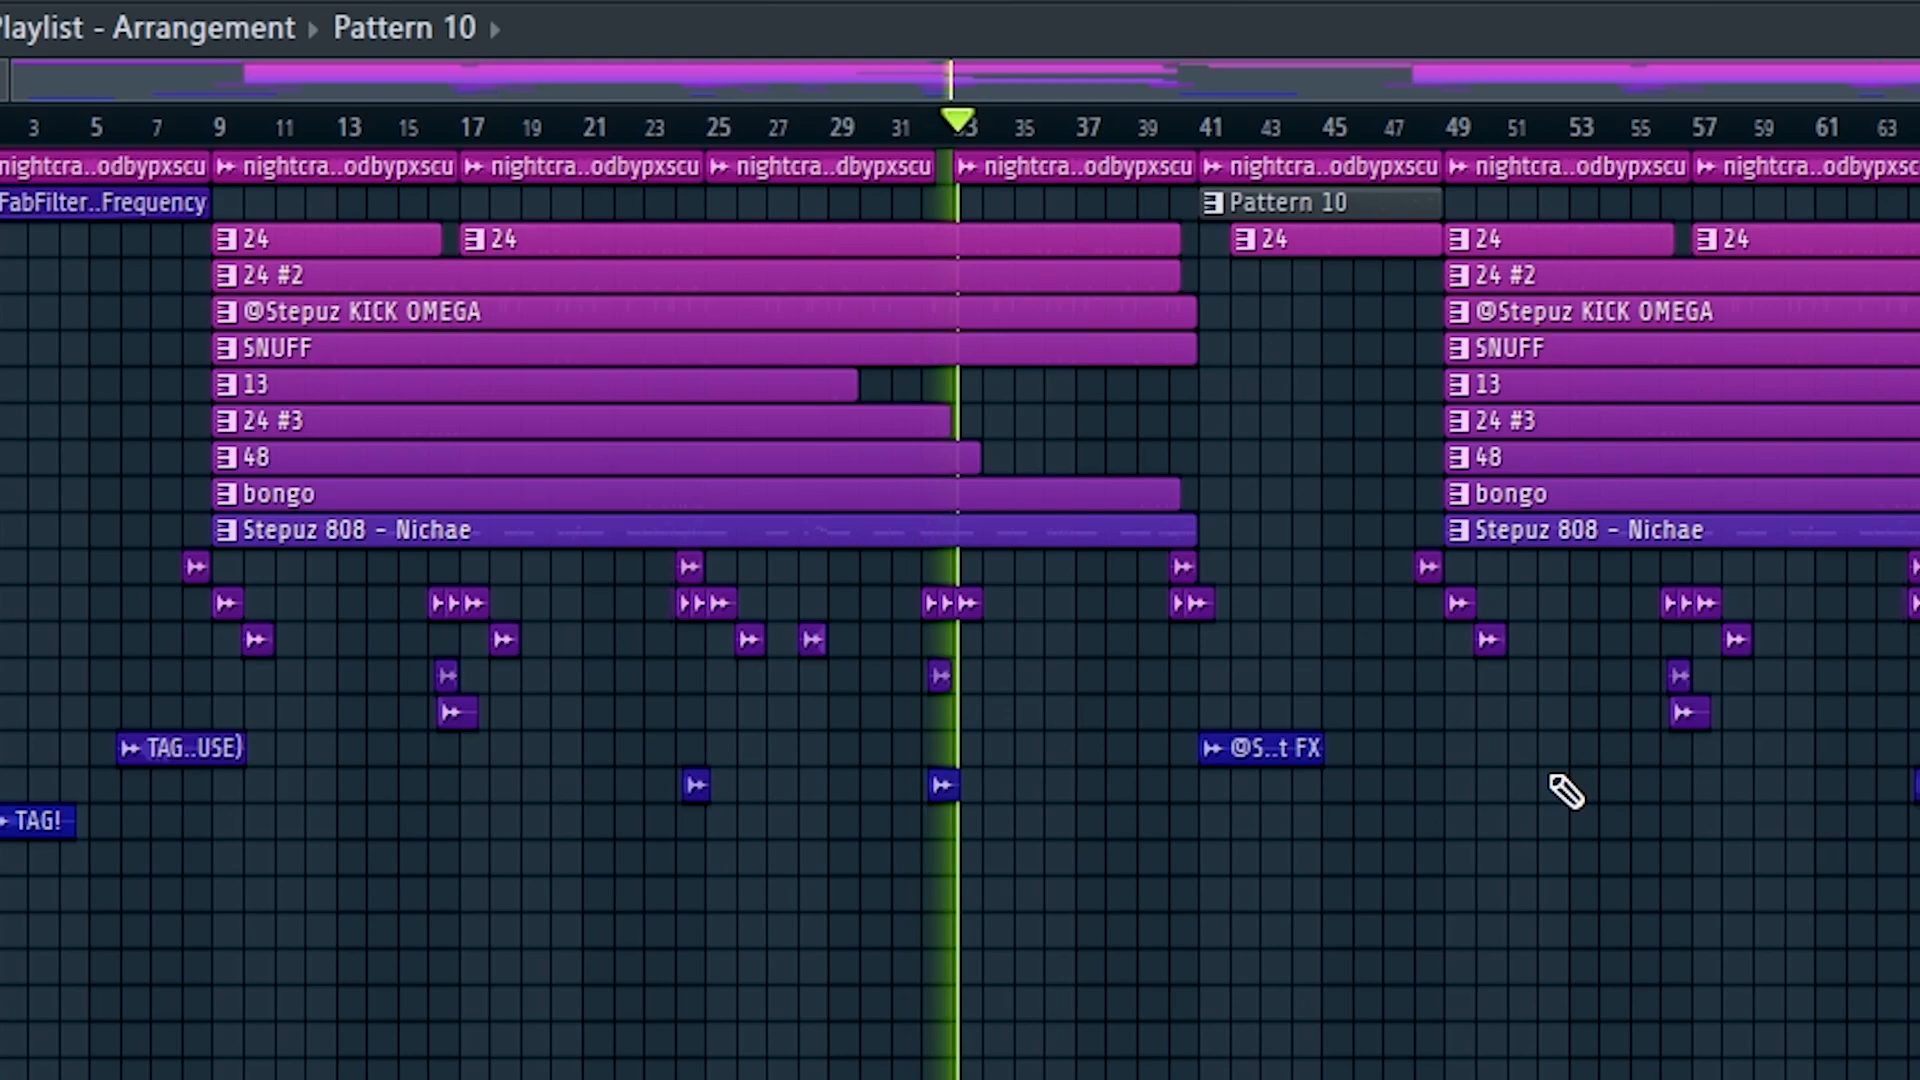 Playlist - Arrangement ▸ Pattern 10 ▸
3 5 7 9 11 13 15 17 19 21 23 25 27 29 31 33 35 37 39 41 43 45 47 49 51 53 55 57 59 61 63
nightcra..odbypxscu nightcra..odbypxscu nightcra..odbypxscu nightcra..dbypxscu nightcra..odbypxscu nightcra..odbypxscu nightcra..odbypxscu nightcra..odbypxsc
FabFilter..Frequency Pattern 10
24 24 24 24 24
24 #2 24 #2
@Stepuz KICK OMEGA @Stepuz KICK OMEGA
SNUFF SNUFF
13 13
24 #3 24 #3
48 48
bongo bongo
Stepuz 808 - Nichae Stepuz 808 - Nichae
TAG..USE) @S..t FX
TAG!